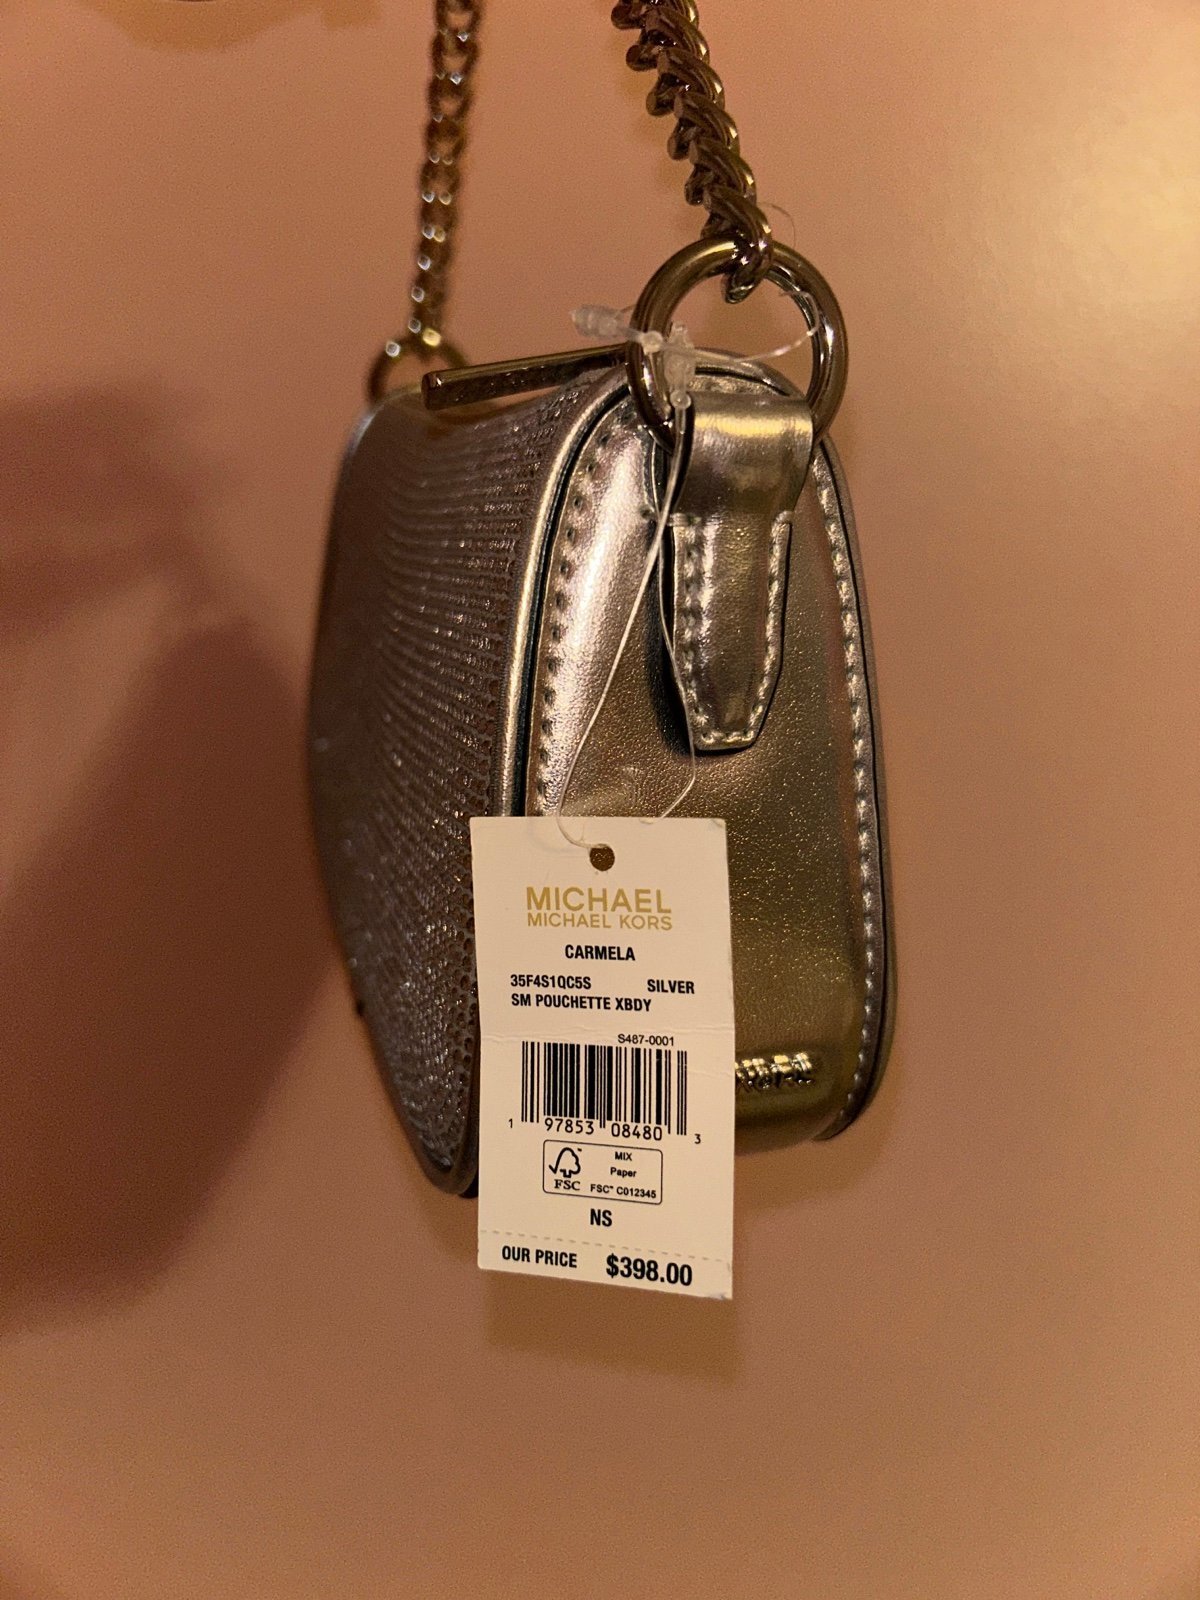 MICHAEL
MICHAEL KORS
CARMELA
35F4S1QC5S SILVER
SM POUCHETTE XBDY
S487-0001
1 97853 08480 3
MIX
Paper
FSC™ C012345
FSC
NS
OUR PRICE $398.00